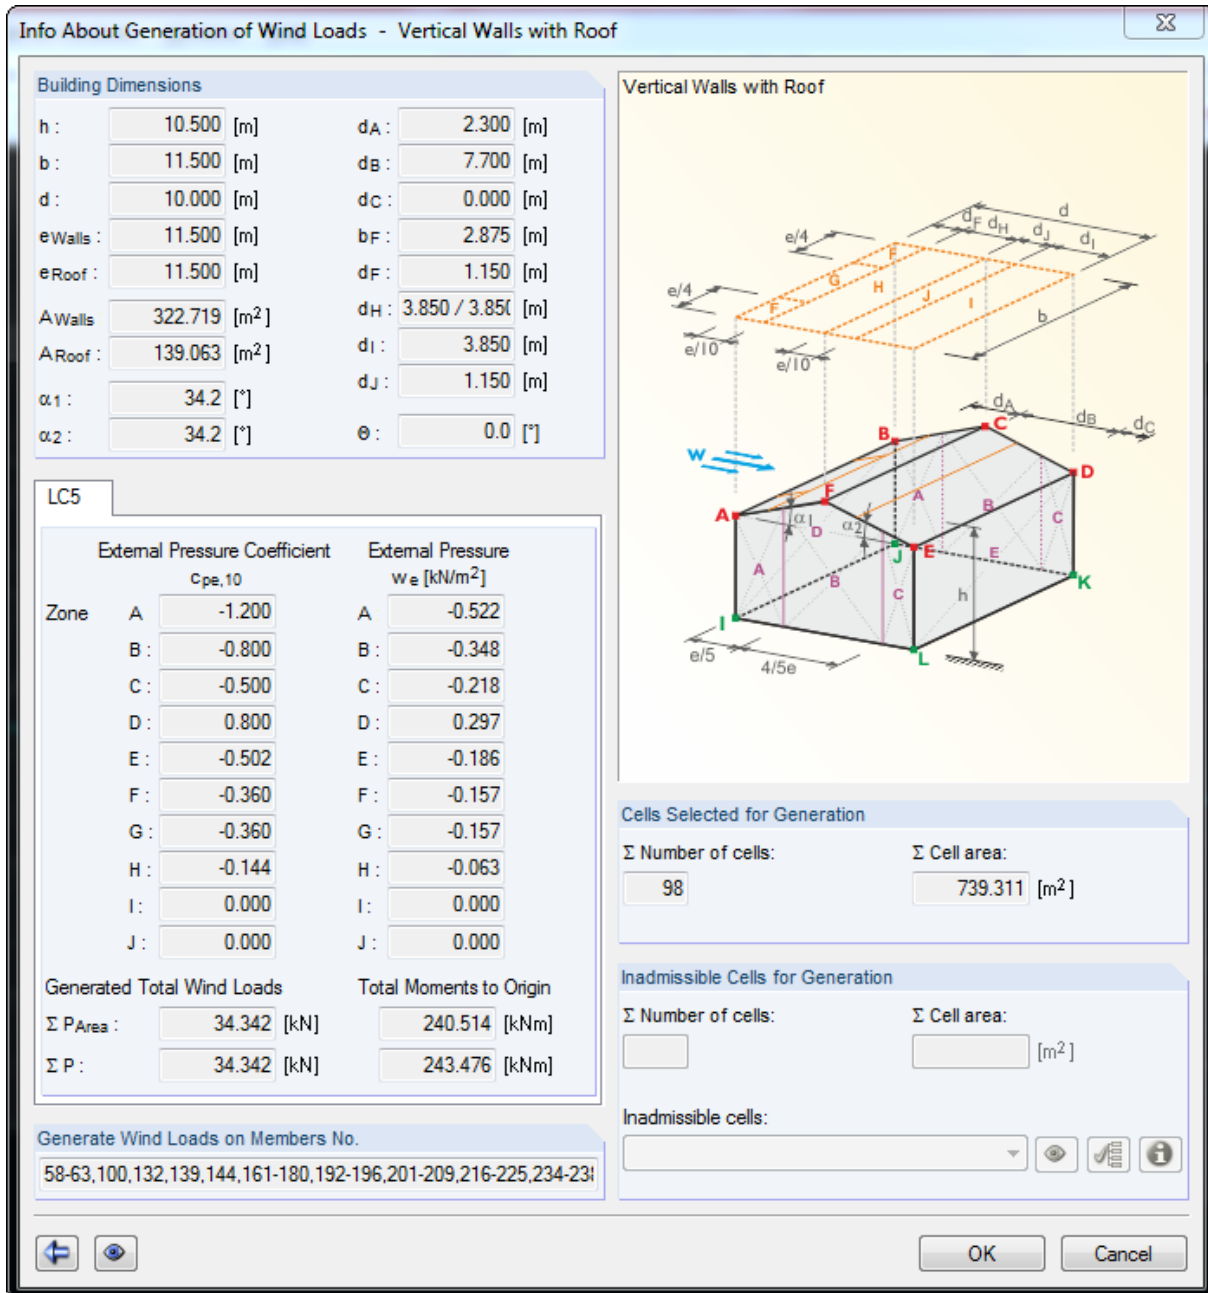 Info About Generation of Wind Loads - Vertical Walls with Roof
Building Dimensions
h : 10.500 [m] dA : 2.300 [m]
b : 11.500 [m] dB : 7.700 [m]
d : 10.000 [m] dC : 0.000 [m]
eWalls : 11.500 [m] bF : 2.875 [m]
eRoof : 11.500 [m] dF : 1.150 [m]
AWalls 322.719 [m2] dH : 3.850 / 3.85( [m]
ARoof : 139.063 [m2] dI : 3.850 [m]
dJ : 1.150 [m]
α1 : 34.2 [°]
α2 : 34.2 [°] Θ : 0.0 [°]
LC5
External Pressure Coefficient External Pressure
cpe,10 we [kN/m2]
Zone A -1.200 A -0.522
B : -0.800 B : -0.348
C : -0.500 C : -0.218
D : 0.800 D : 0.297
E : -0.502 E : -0.186
F : -0.360 F : -0.157
G : -0.360 G : -0.157
H : -0.144 H : -0.063
I : 0.000 I : 0.000
J : 0.000 J : 0.000
Generated Total Wind Loads Total Moments to Origin
Σ PArea : 34.342 [kN] 240.514 [kNm]
Σ P : 34.342 [kN] 243.476 [kNm]
Generate Wind Loads on Members No.
58-63,100,132,139,144,161-180,192-196,201-209,216-225,234-23
Vertical Walls with Roof
d
dF dH dJ dI
e/4
F
G
H
J
I
e/4
F
b
e/10
e/10
dA
dB
dC
W
B
C
F
D
A
α1
D
α2
A
B
C
J
E
E
K
A
B
C
h
I
e/5
4/5e
L
Cells Selected for Generation
Σ Number of cells: Σ Cell area:
98 739.311 [m2]
Inadmissible Cells for Generation
Σ Number of cells: Σ Cell area:
[m2]
Inadmissible cells:
OK Cancel